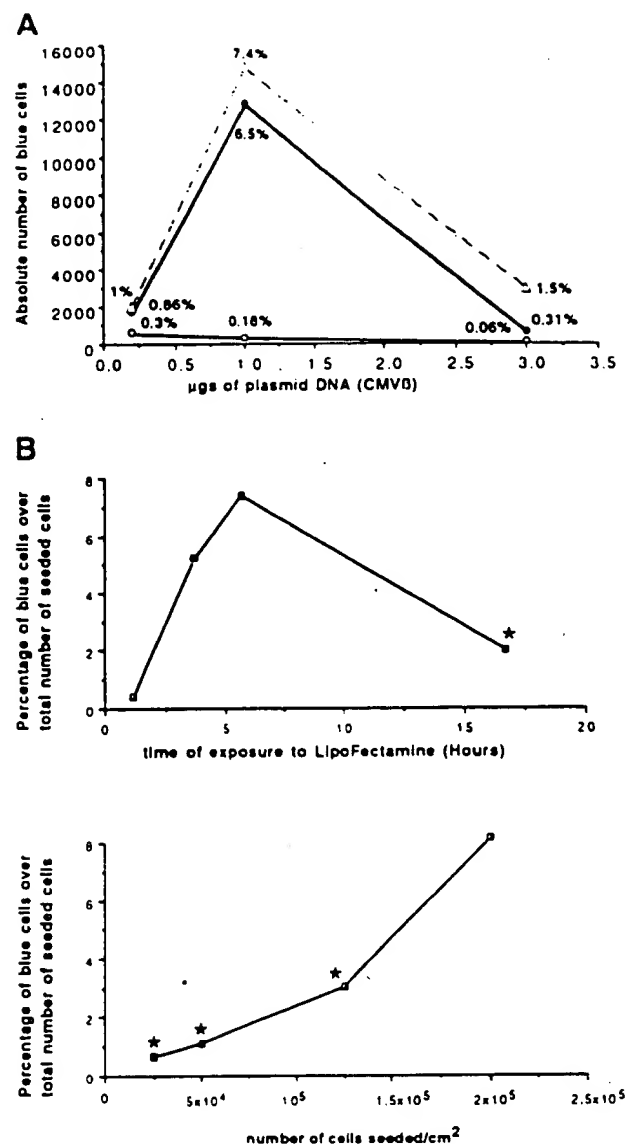 A
Absolute number of blue cells
16000
14000
12000
10000
8000
6000
4000
2000
0
7.4%
6.5%
1%
0.86%
0.3%
0.18%
0.06%
0.31%
1.5%
0.0 0.5 1.0 1.5 2.0 2.5 3.0 3.5
µgs of plasmid DNA (CMVß)
B
Percentage of blue cells over
total number of seeded cells
8
6
4
2
0
★
0 5 10 15 20
time of exposure to LipoFectamine (Hours)
Percentage of blue cells over
total number of seeded cells
8
6
4
2
0
★ ★ ★
0 5x10⁴ 10⁵ 1.5x10⁵ 2x10⁵ 2.5x10⁵
number of cells seeded/cm²